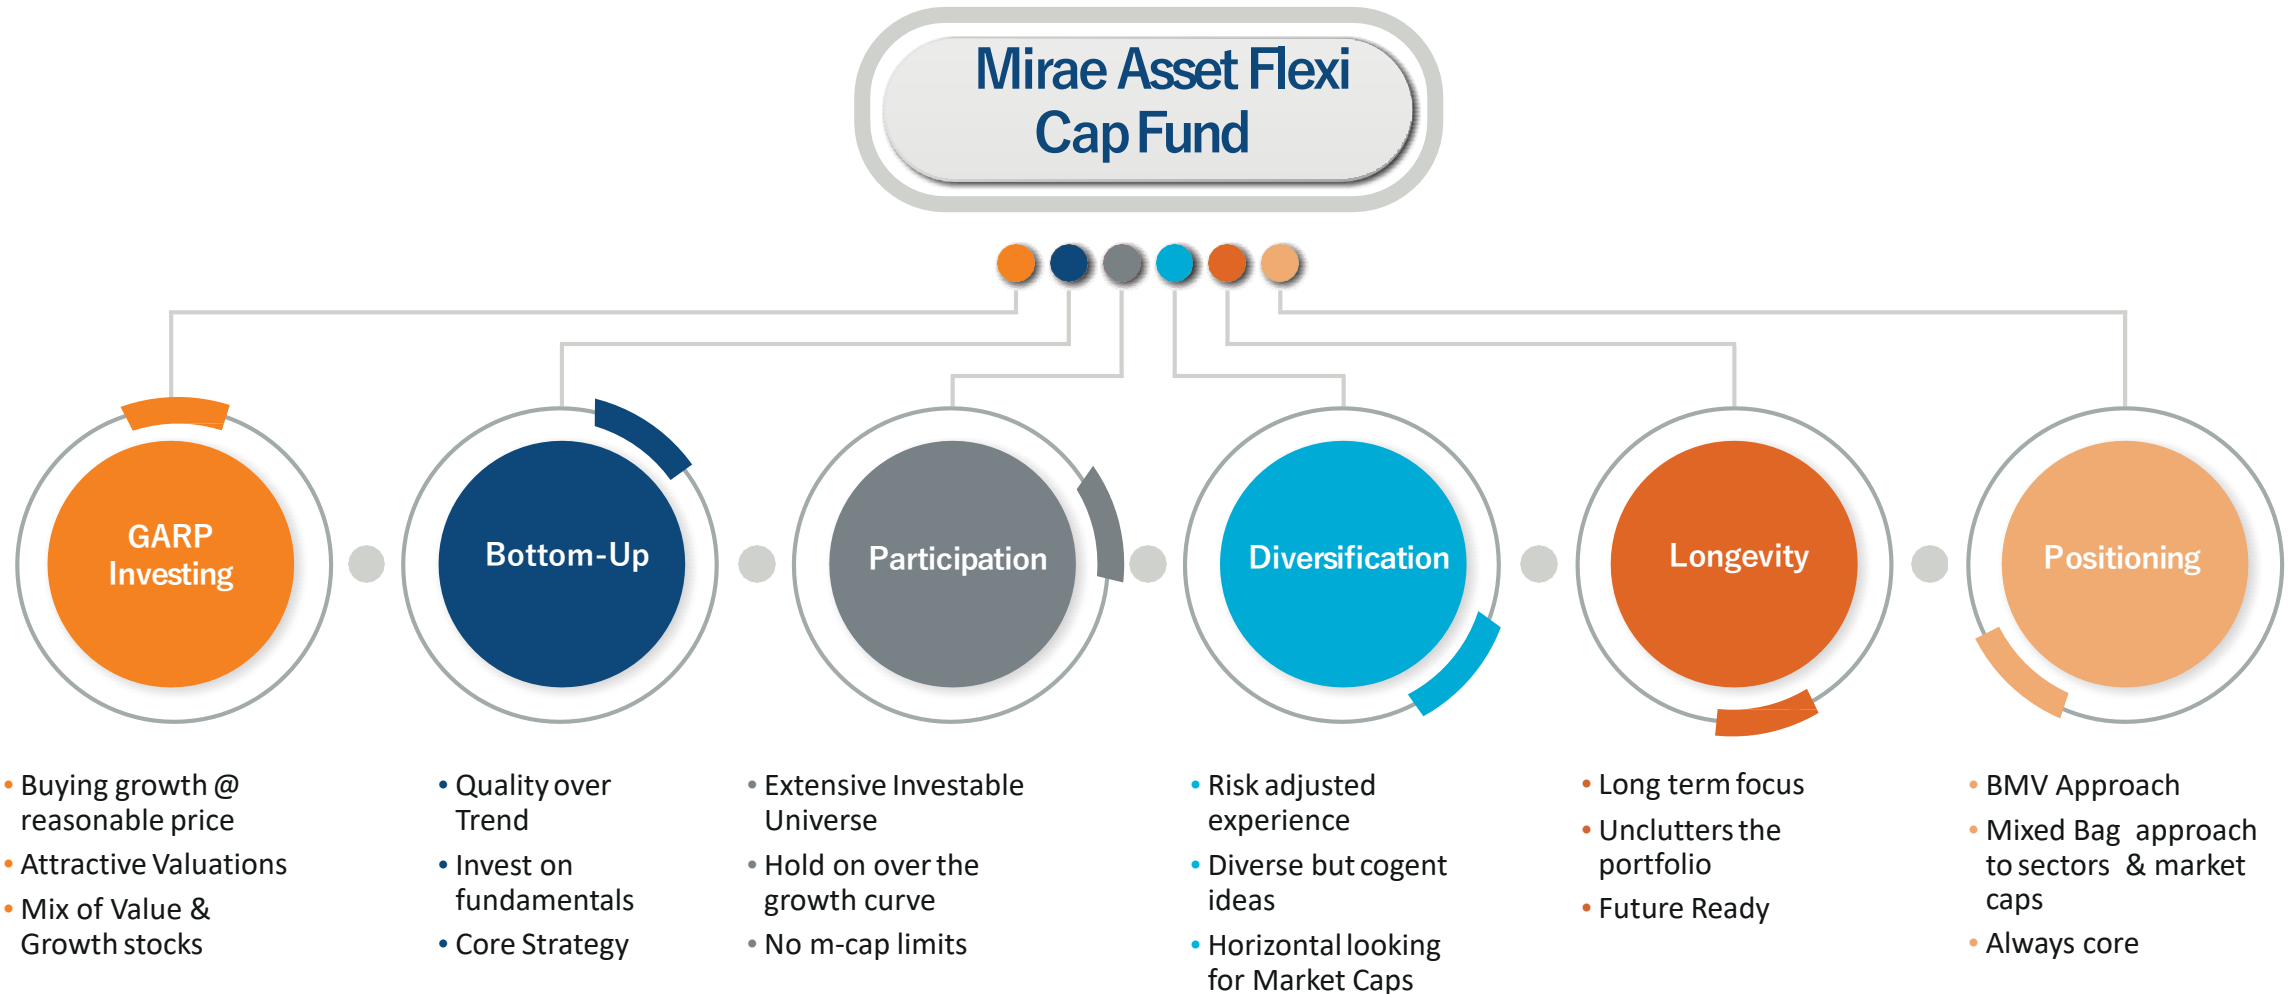 Mirae Asset Flexi
Cap Fund
GARP
Investing
Bottom-Up
Participation
Diversification
Longevity
Positioning
• Buying growth @
reasonable price
• Attractive Valuations
• Mix of Value &
Growth stocks
• Quality over
Trend
• Invest on
fundamentals
• Core Strategy
• Extensive Investable
Universe
• Hold on over the
growth curve
• No m-cap limits
• Risk adjusted
experience
• Diverse but cogent
ideas
• Horizontal looking
for Market Caps
• Long term focus
• Unclutters the
portfolio
• Future Ready
• BMV Approach
• Mixed Bag approach
to sectors & market
caps
• Always core